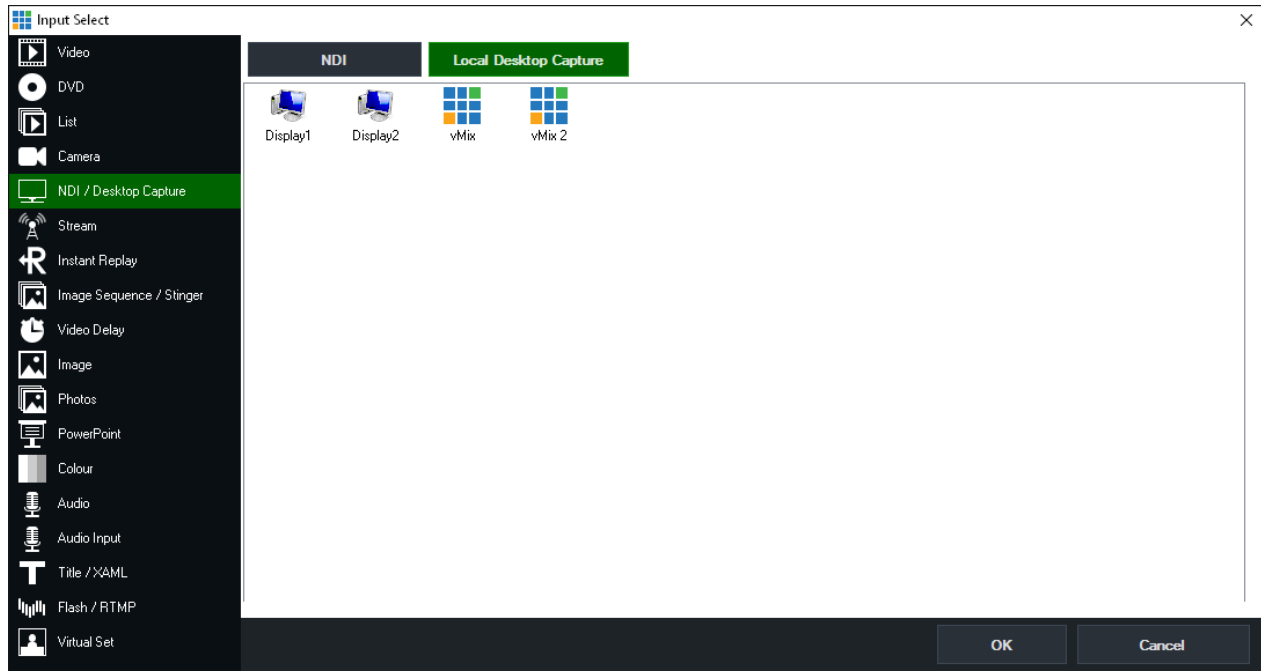 Input Select
Video
DVD
List
Camera
NDI / Desktop Capture
Stream
Instant Replay
Image Sequence / Stinger
Video Delay
Image
Photos
PowerPoint
Colour
Audio
Audio Input
Title / XAML
Flash / RTMP
Virtual Set
NDI
Local Desktop Capture
Display1
Display2
vMix
vMix 2
OK
Cancel